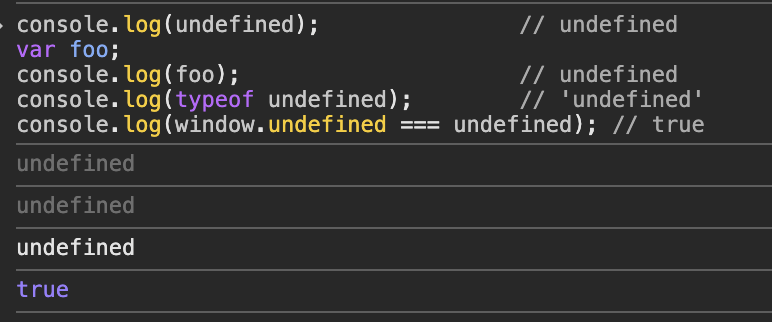 console.log(undefined);               // undefined
var foo;
console.log(foo);                     // undefined
console.log(typeof undefined);        // 'undefined'
console.log(window.undefined === undefined); // true
undefined
undefined
undefined
true